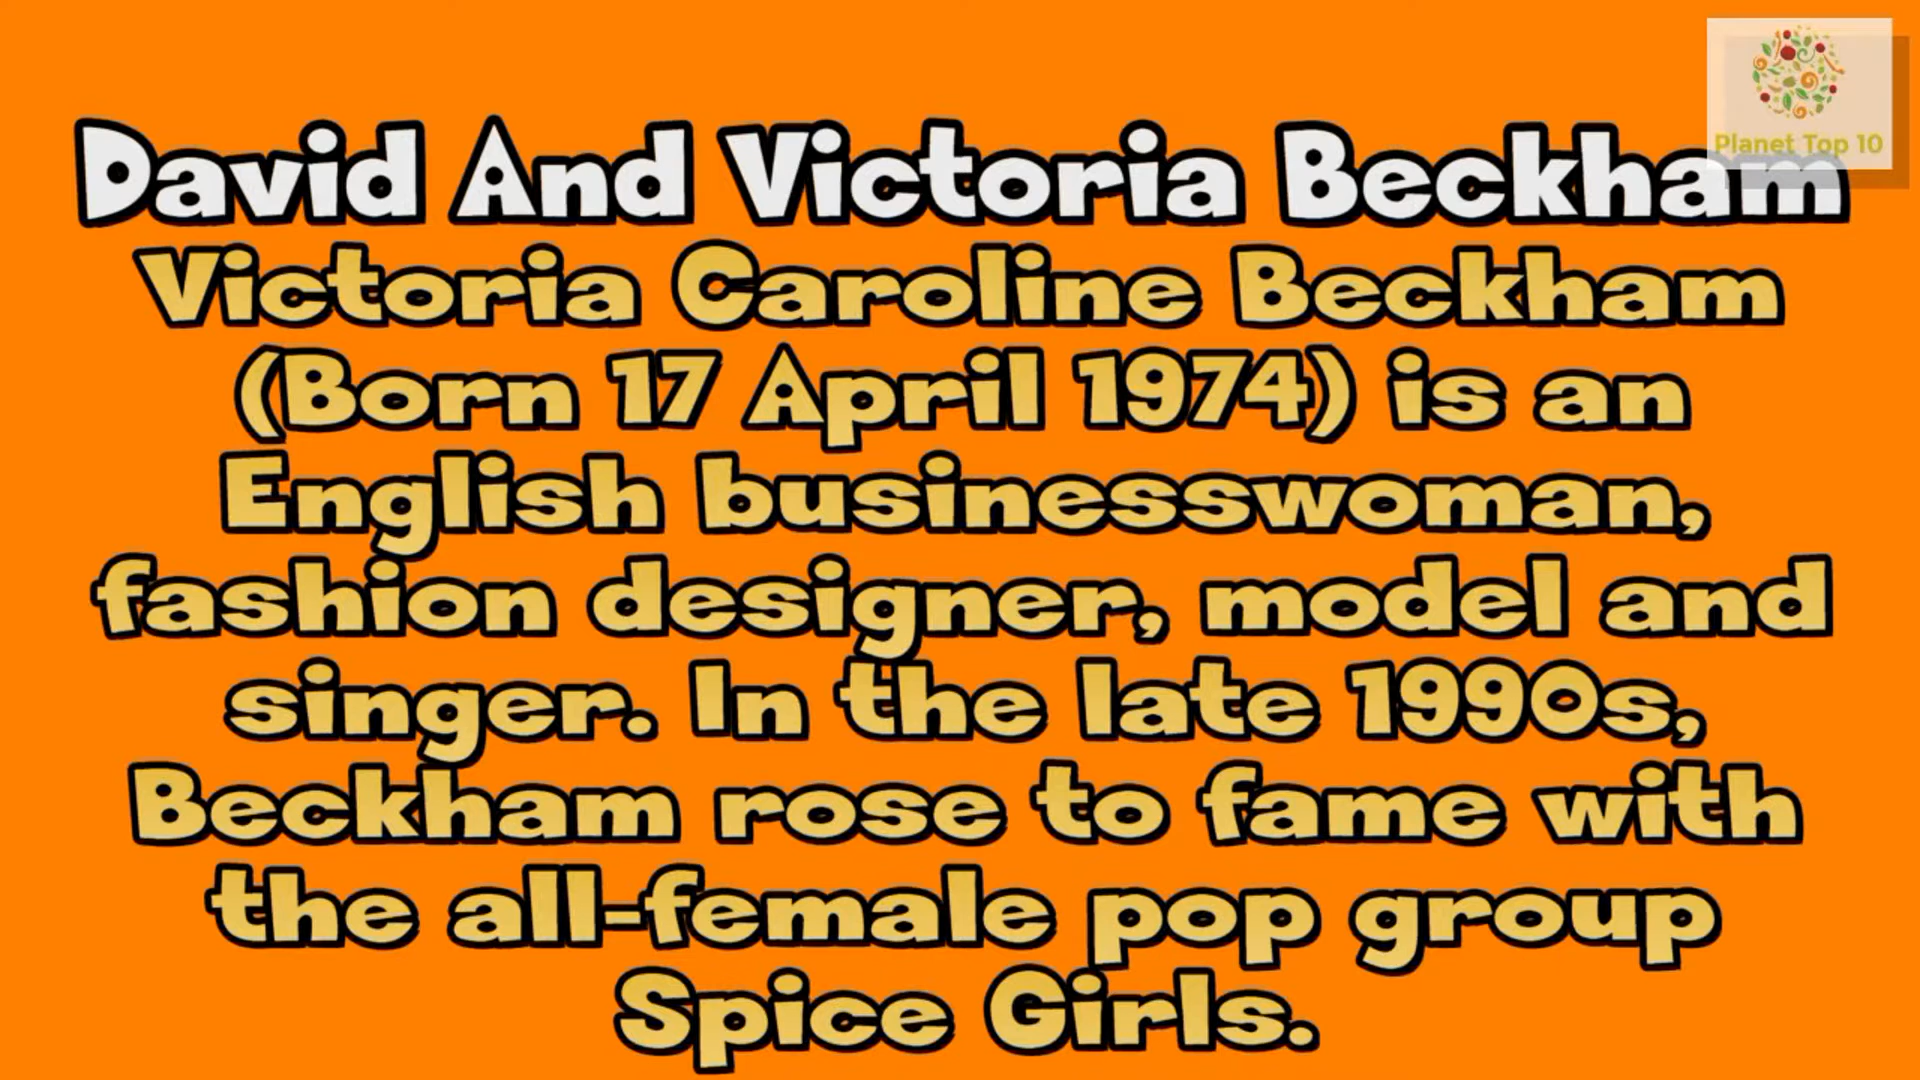 Planet Top 10
David And Victoria Beckham
Victoria Caroline Beckham
(Born 17 April 1974) is an
English businesswoman,
fashion designer, model and
singer. In the late 1990s,
Beckham rose to fame with
the all-female pop group
Spice Girls.